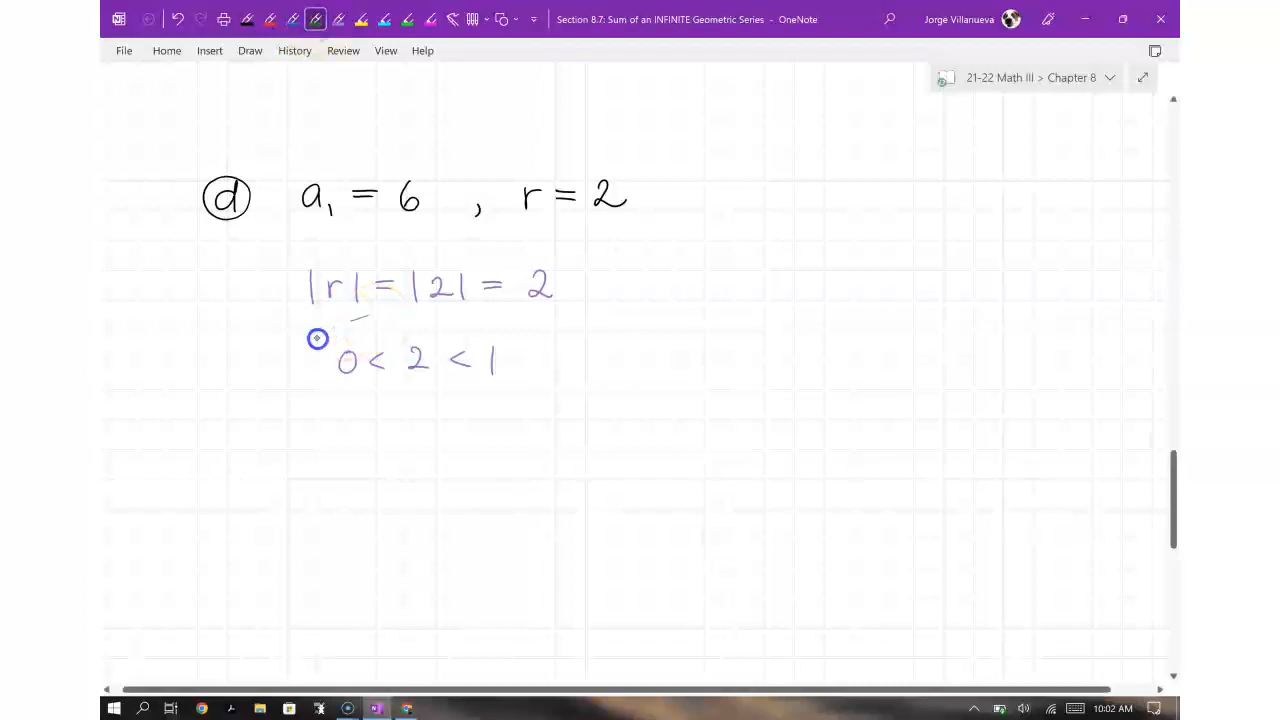 Section 8.7: Sum of an INFINITE Geometric Series - OneNote
Jorge Villanueva
File Home Insert Draw History Review View Help
21-22 Math III > Chapter 8
d a₁ = 6 , r = 2
|r| = |2| = 2
0 < 2 < 1
10:02 AM